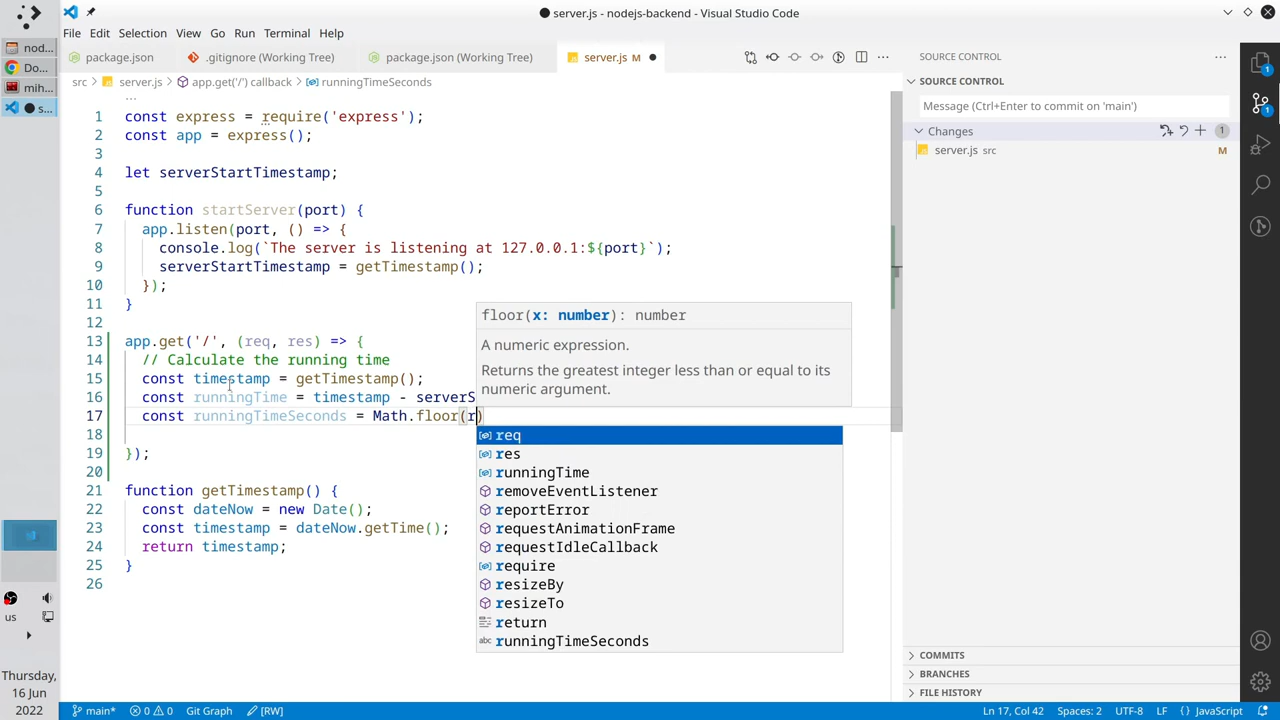 server.js - nodejs-backend - Visual Studio Code
File Edit Selection View Go Run Terminal Help
nod...
Do...
mih...
s...
package.json
.gitignore (Working Tree)
package.json (Working Tree)
server.js M
src > server.js > app.get('/') callback > runningTimeSeconds
...
1 const express = require('express');
2 const app = express();
3
4 let serverStartTimestamp;
5
6 function startServer(port) {
7 app.listen(port, () => {
8 console.log(`The server is listening at 127.0.0.1:${port}`);
9 serverStartTimestamp = getTimestamp();
10 });
11 }
12
13 app.get('/', (req, res) => {
14 // Calculate the running time
15 const timestamp = getTimestamp();
16 const runningTime = timestamp - serverS
17 const runningTimeSeconds = Math.floor(r)
18
19 });
20
21 function getTimestamp() {
22 const dateNow = new Date();
23 const timestamp = dateNow.getTime();
24 return timestamp;
25 }
26
floor(x: number): number
A numeric expression.
Returns the greatest integer less than or equal to its
numeric argument.
req
res
runningTime
removeEventListener
reportError
requestAnimationFrame
requestIdleCallback
require
resizeBy
resizeTo
return
abc runningTimeSeconds
SOURCE CONTROL
SOURCE CONTROL
Message (Ctrl+Enter to commit on 'main')
Changes 1
server.js src M
COMMITS
BRANCHES
FILE HISTORY
1
1
us
Thursday,
16 Jun
2022
main* 0 0 Git Graph [RW] Ln 17, Col 42 Spaces: 2 UTF-8 LF {} JavaScript